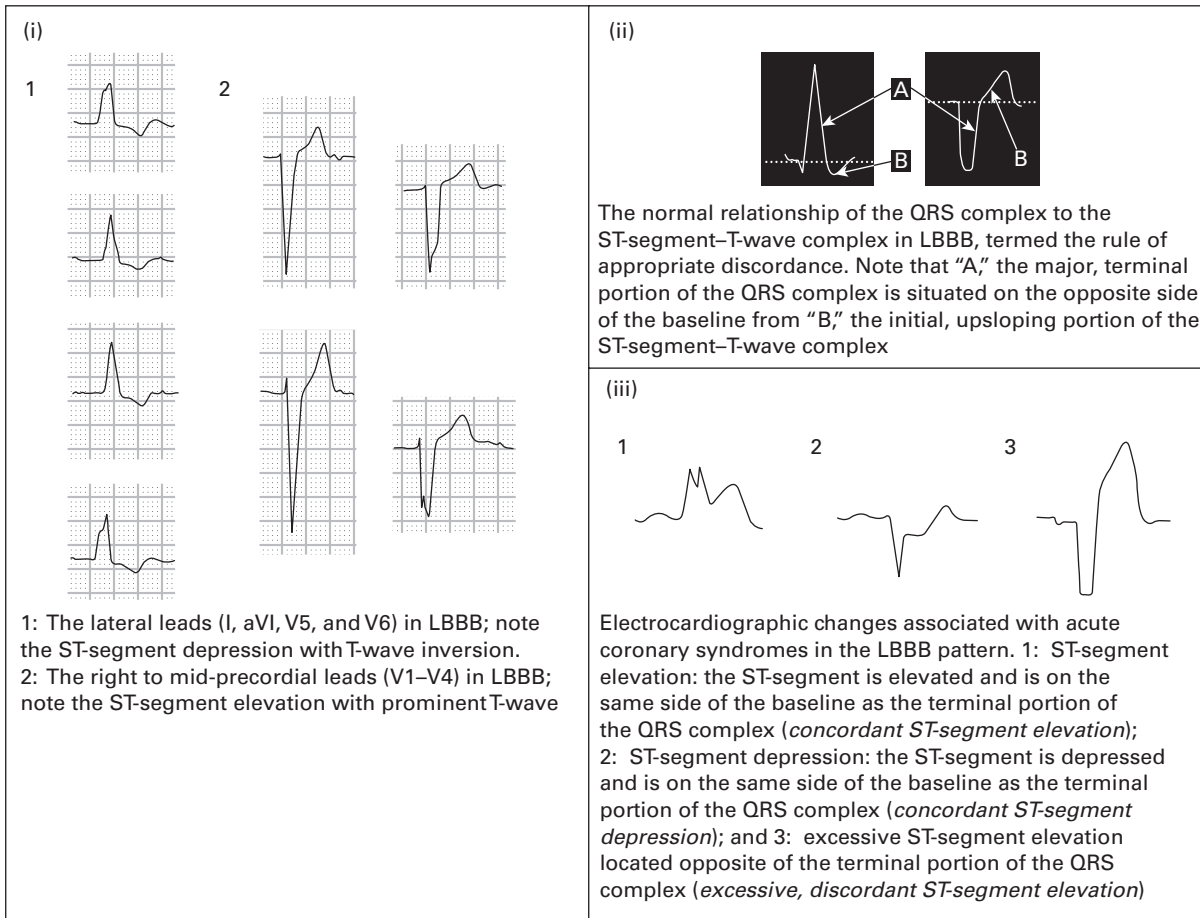 (i)
1
2
1: The lateral leads (I, aVI, V5, and V6) in LBBB; note
the ST-segment depression with T-wave inversion.
2: The right to mid-precordial leads (V1–V4) in LBBB;
note the ST-segment elevation with prominent T-wave
(ii)
A
B
B
The normal relationship of the QRS complex to the
ST-segment–T-wave complex in LBBB, termed the rule of
appropriate discordance. Note that “A,” the major, terminal
portion of the QRS complex is situated on the opposite side
of the baseline from “B,” the initial, upsloping portion of the
ST-segment–T-wave complex
(iii)
1
2
3
Electrocardiographic changes associated with acute
coronary syndromes in the LBBB pattern. 1: ST-segment
elevation: the ST-segment is elevated and is on the
same side of the baseline as the terminal portion of
the QRS complex (concordant ST-segment elevation);
2: ST-segment depression: the ST-segment is depressed
and is on the same side of the baseline as the terminal
portion of the QRS complex (concordant ST-segment
depression); and 3: excessive ST-segment elevation
located opposite of the terminal portion of the QRS
complex (excessive, discordant ST-segment elevation)